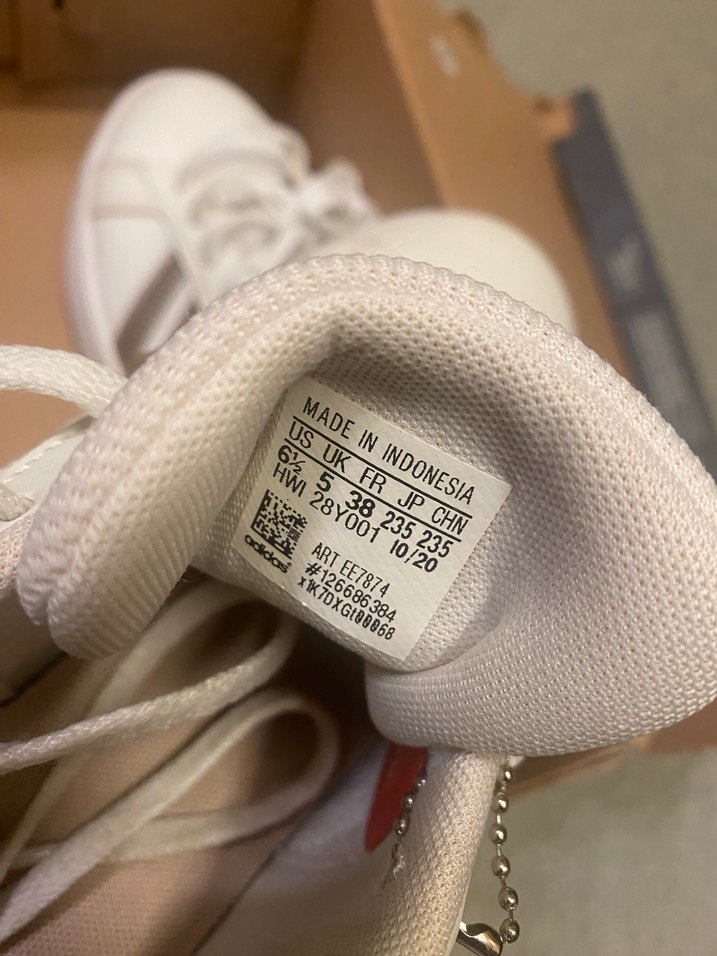 MADE IN INDONESIA
US UK FR JP CHN
6½ 5 38 235 235
HWI 28Y001 10/20
adidas
ART EE7874
#126686384